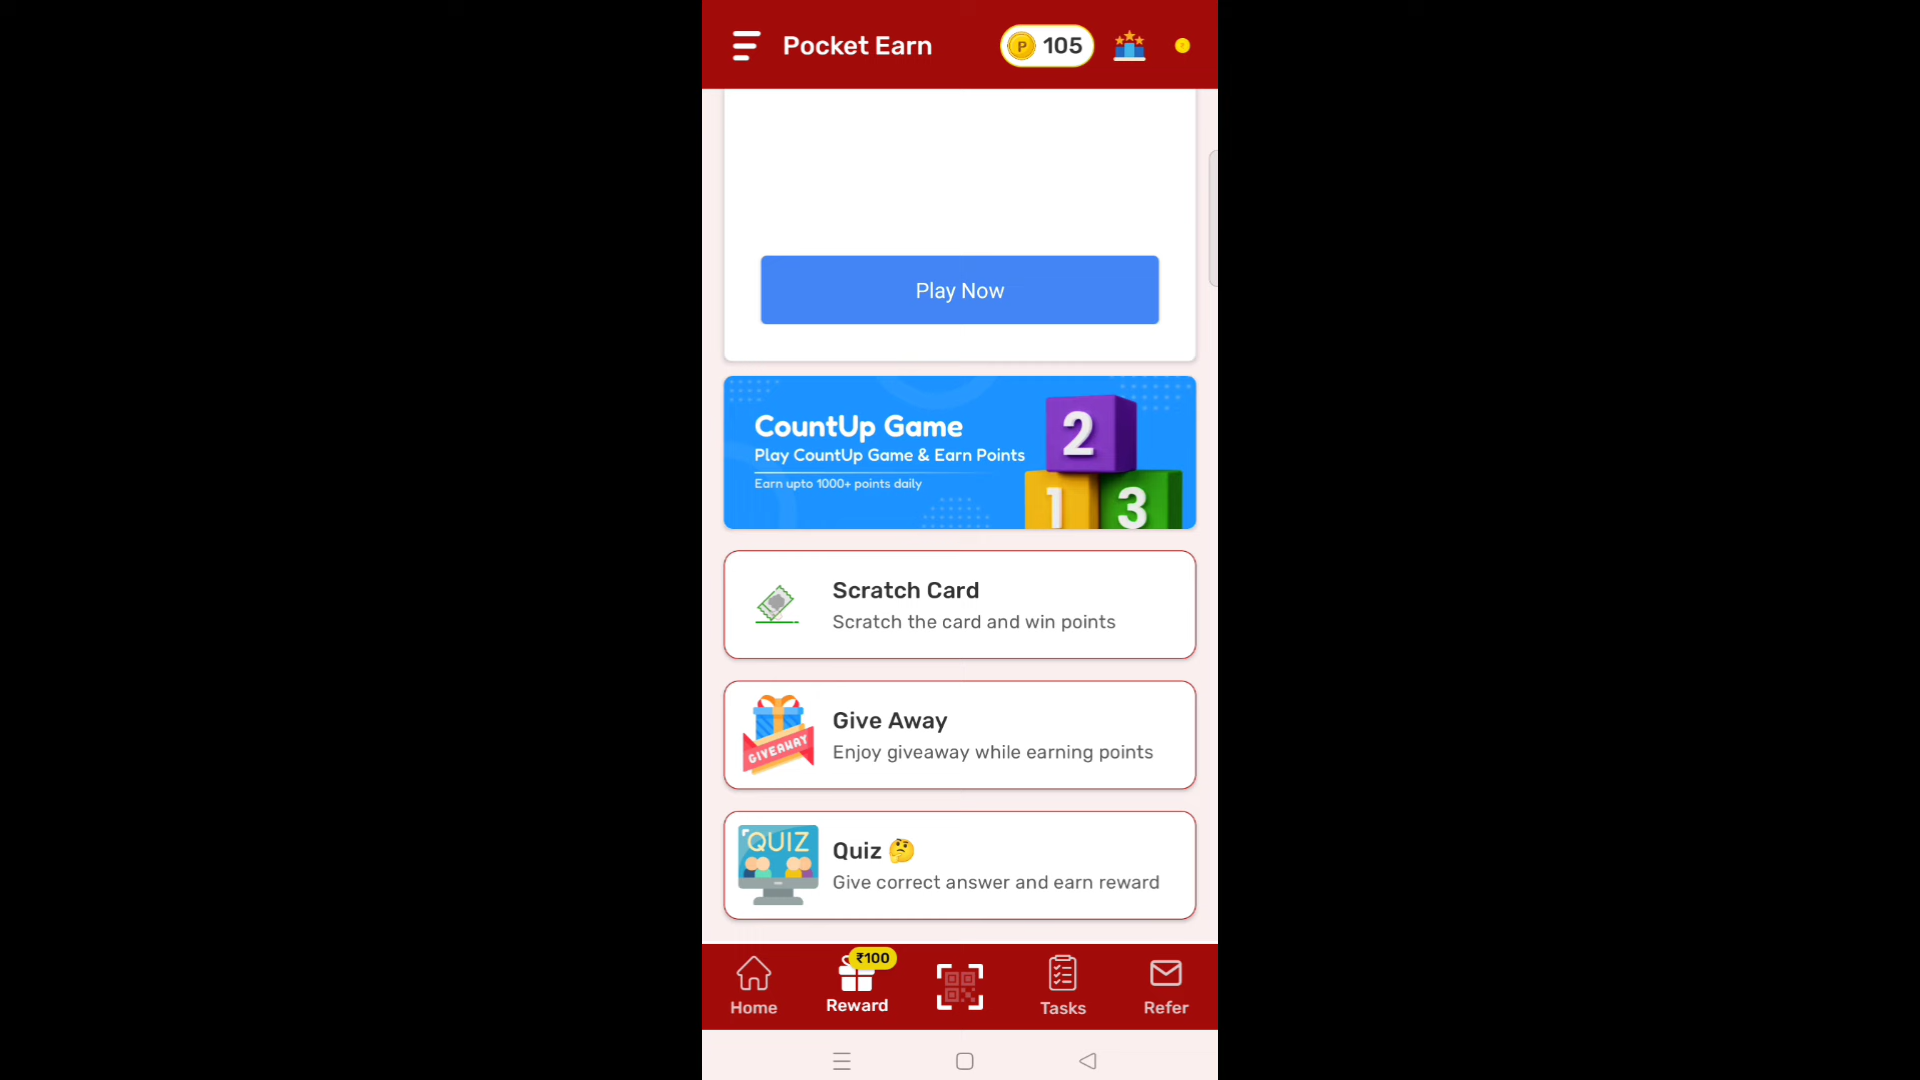 Pocket Earn
P 105
Play Now
CountUp Game
Play CountUp Game & Earn Points
Earn upto 1000+ points daily
2
1 3
Scratch Card
Scratch the card and win points
GIVEAWAY
Give Away
Enjoy giveaway while earning points
QUIZ
Quiz 🤔
Give correct answer and earn reward
₹100
Home Reward Tasks Refer